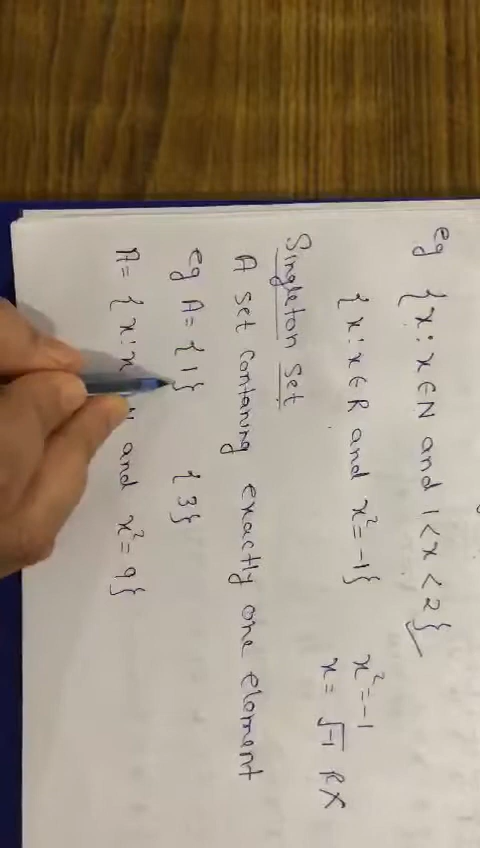 eg {x : x ∈ N and 1 < x < 2} ✓
{x : x ∈ R and x² = -1}
x² = -1
x = √-1 R X
Singleton Set
A set containing exactly one element
eg A = {1} {3}
A = {x : x N and x² = 9}